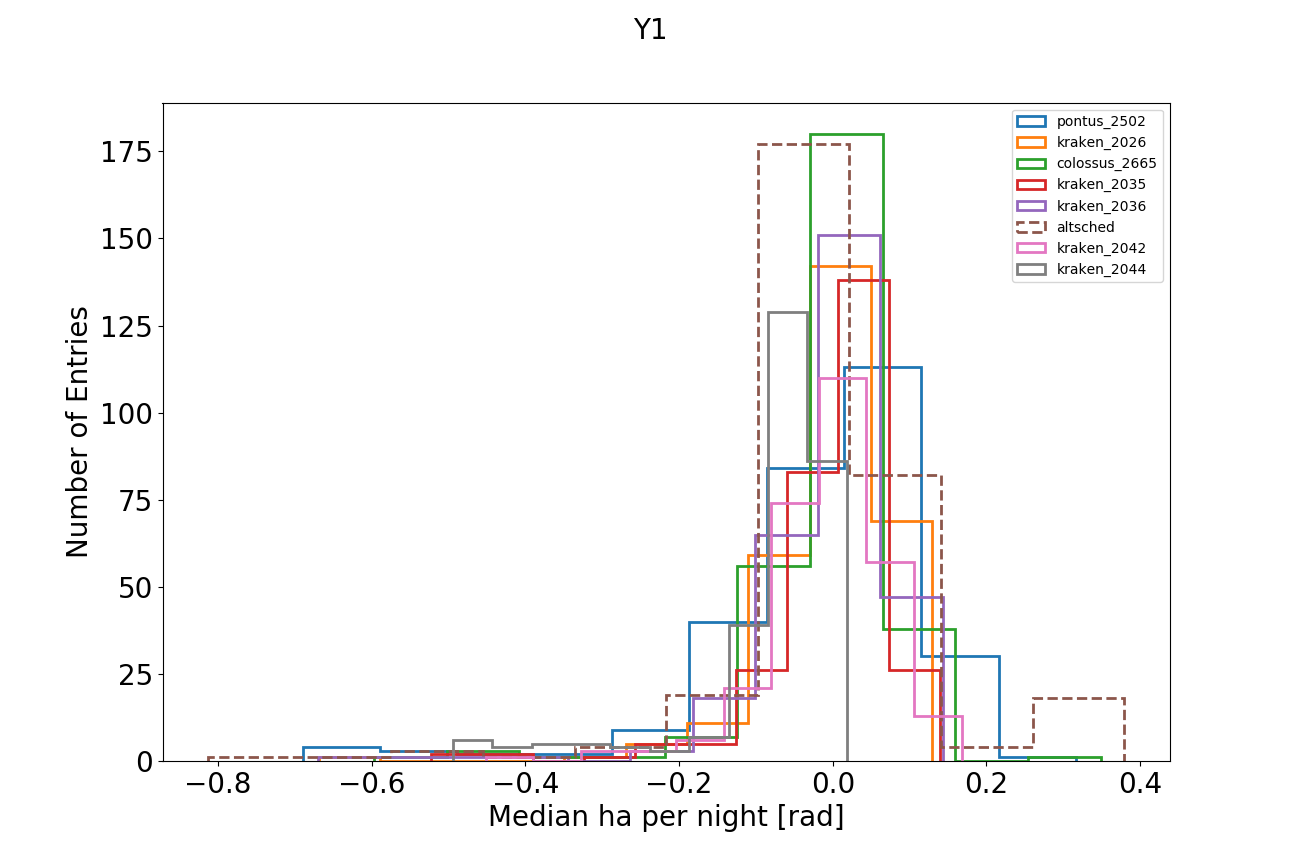 Y1
pontus_2502
kraken_2026
colossus_2665
kraken_2035
kraken_2036
altsched
kraken_2042
kraken_2044
175
150
125
100
75
50
25
0
Number of Entries
−0.8 −0.6 −0.4 −0.2 0.0 0.2 0.4
Median ha per night [rad]